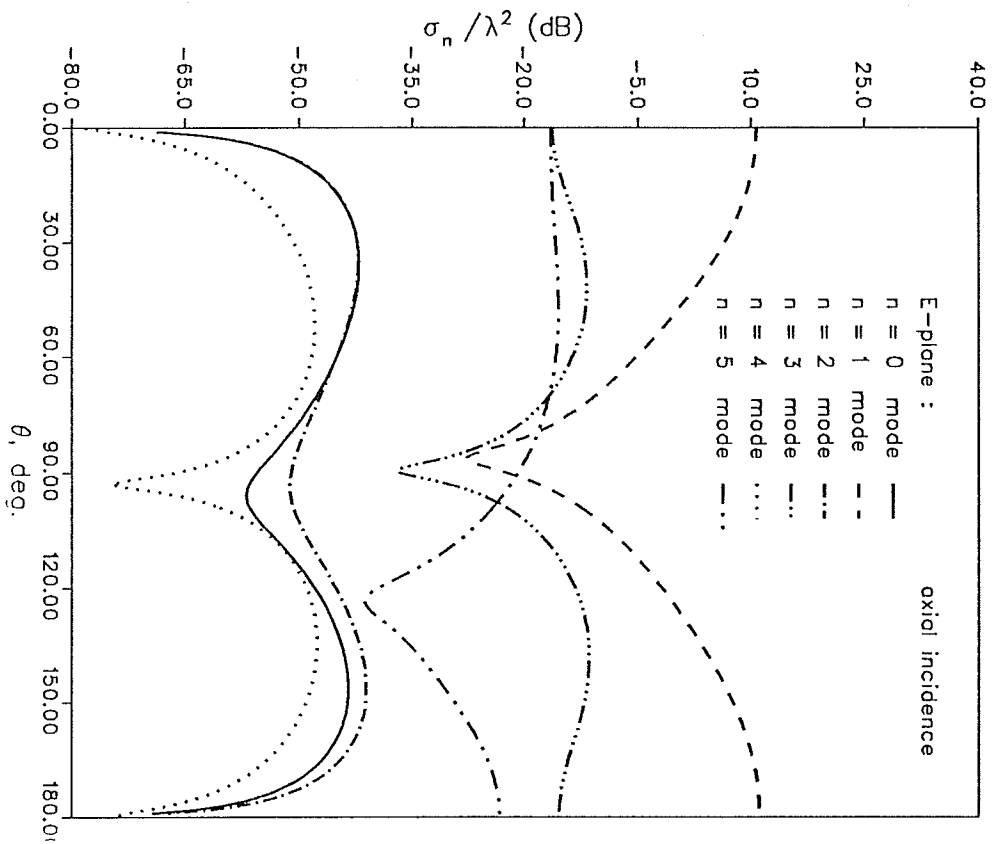 σₙ/λ² (dB)
40.0
25.0
10.0
-5.0
-20.0
-35.0
-50.0
-65.0
-80.0
E-plane : axial incidence
n = 0 mode
n = 1 mode
n = 2 mode
n = 3 mode
n = 4 mode
n = 5 mode
0.00 30.00 60.00 90.00 120.00 150.00 180.00
θ, deg.